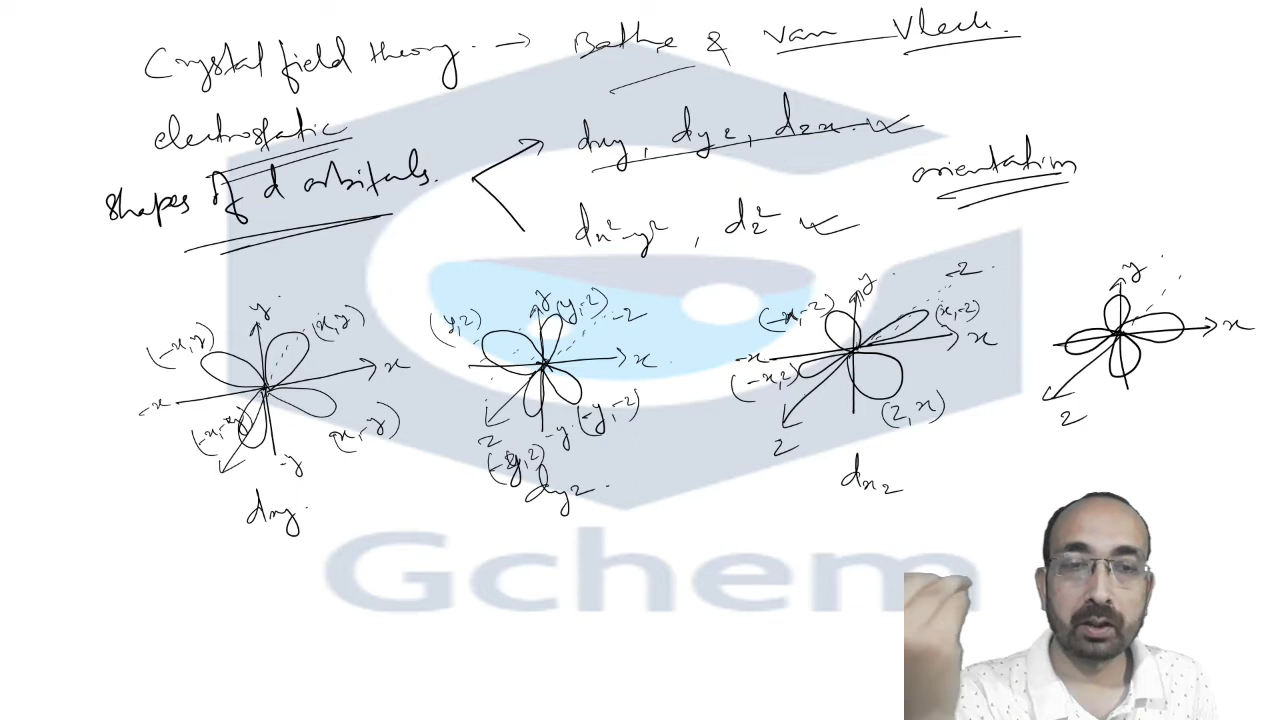 Crystal field theory. → Bethe & Van Vleck.
electrostatic
shapes of d orbitals.
dxy, dyz, dzx.
dx²-y², dz²
orientation
y
(-x,y)
(x,y)
x
-x
(-x,-y)
(x,-y)
-y
dxy.
y
(y,z)
(y,-z)
-z
x
z
-y
(-y,-z)
(-y,z)
dyz.
y
-z
(-x,-z)
(x,-z)
-x
x
(-x,z)
(z,x)
z
dxz
y
x
z
Gchem